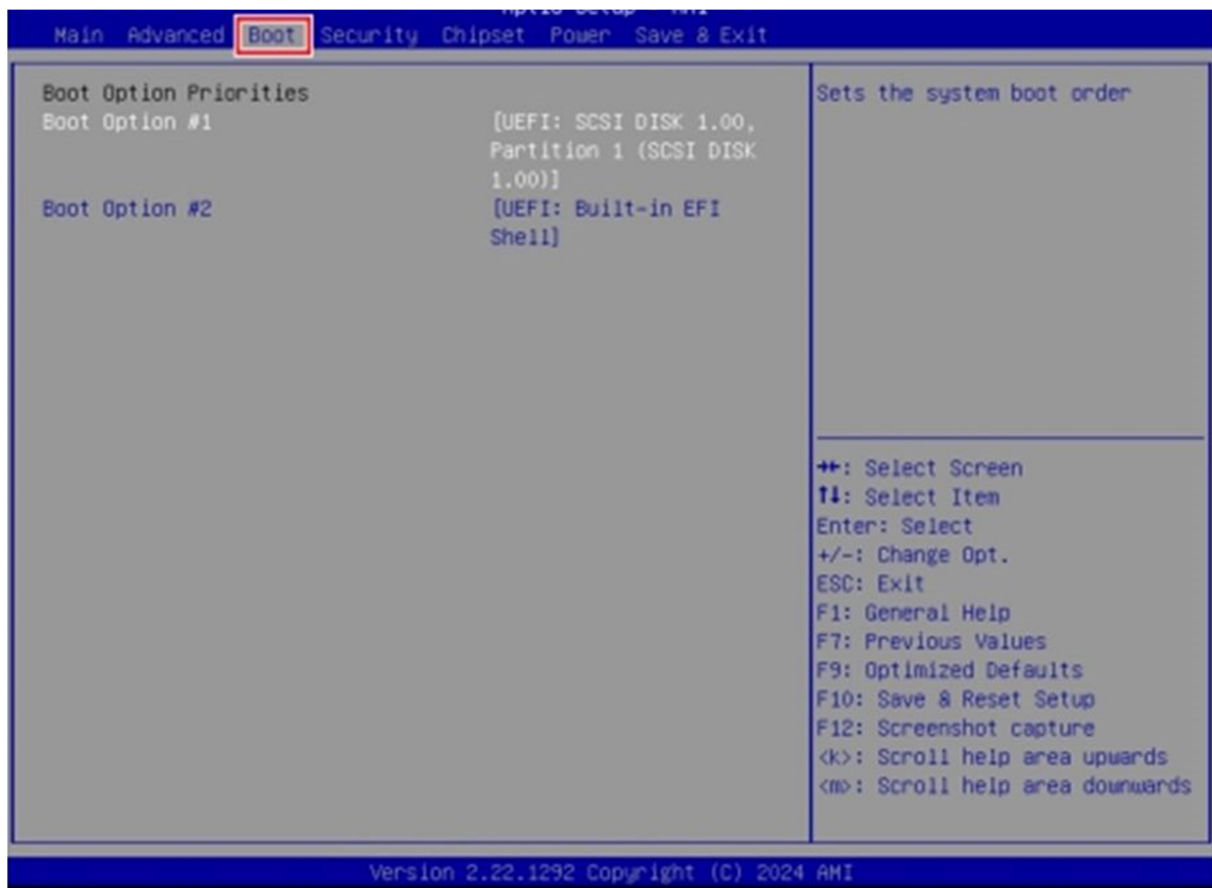 Main Advanced Boot Security Chipset Power Save & Exit
Boot Option Priorities
Boot Option #1 [UEFI: SCSI DISK 1.00,
Partition 1 (SCSI DISK
1.00)]
Boot Option #2 [UEFI: Built-in EFI
Shell]
Sets the system boot order
→←: Select Screen
↑↓: Select Item
Enter: Select
+/-: Change Opt.
ESC: Exit
F1: General Help
F7: Previous Values
F9: Optimized Defaults
F10: Save & Reset Setup
F12: Screenshot capture
<k>: Scroll help area upwards
<m>: Scroll help area downwards
Version 2.22.1292 Copyright (C) 2024 AMI